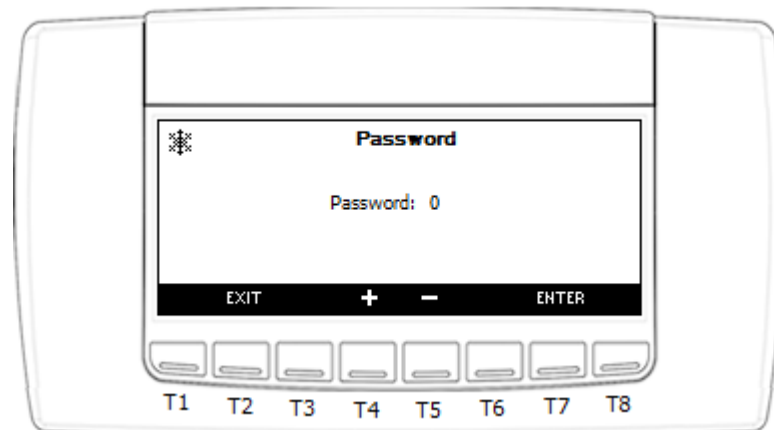 Password
Password: 0
EXIT + − ENTER
T1 T2 T3 T4 T5 T6 T7 T8